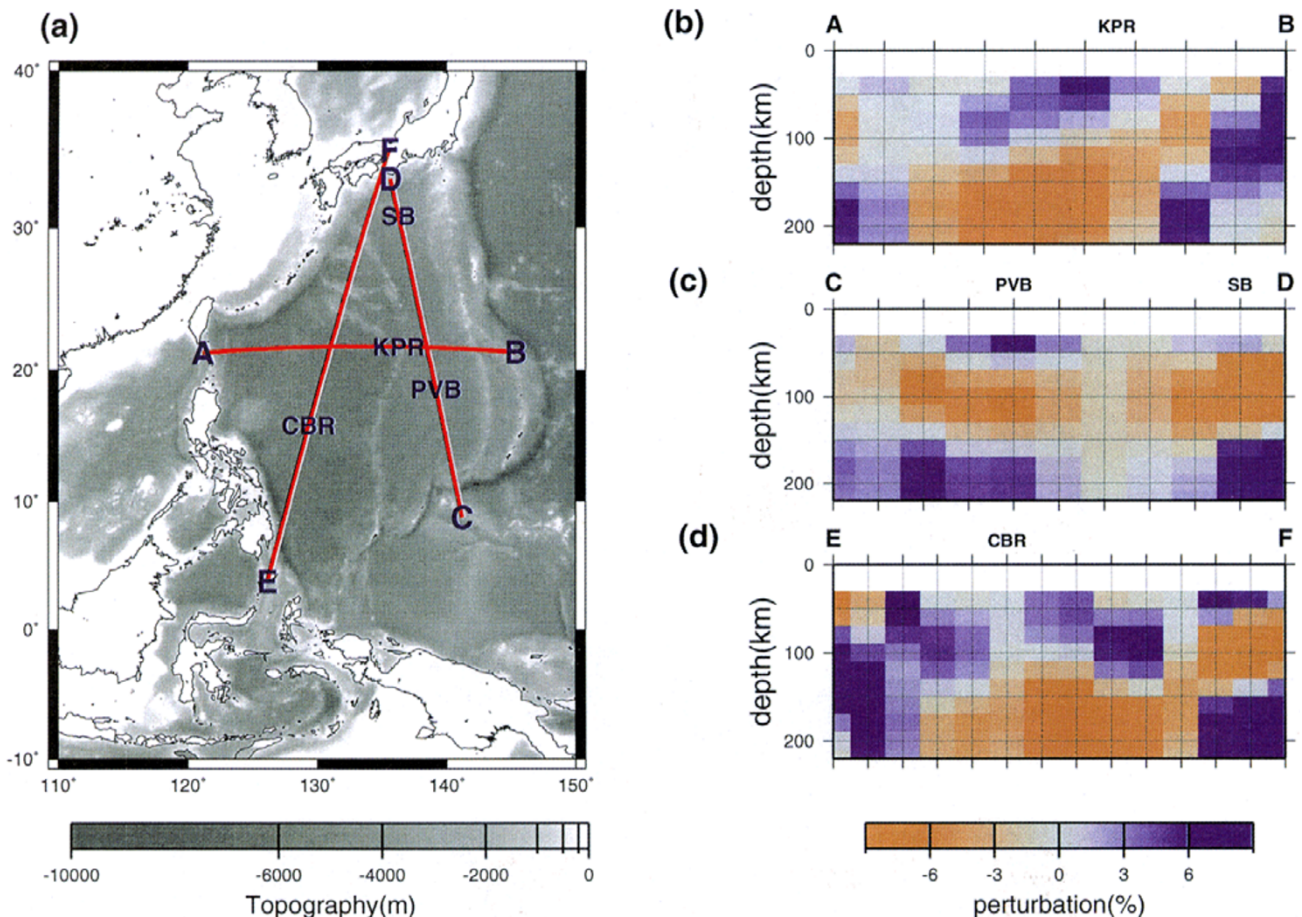 (a)
40°
30°
20°
10°
0°
-10°
110°
120°
130°
140°
150°
F
D
SB
A
KPR
B
PVB
CBR
C
E
-10000
-8000
-6000
-4000
-2000
0
Topography(m)
(b)
A
KPR
B
0
100
200
depth(km)
(c)
C
PVB
SB
D
0
100
200
depth(km)
(d)
E
CBR
F
0
100
200
depth(km)
-6
-3
0
3
6
perturbation(%)